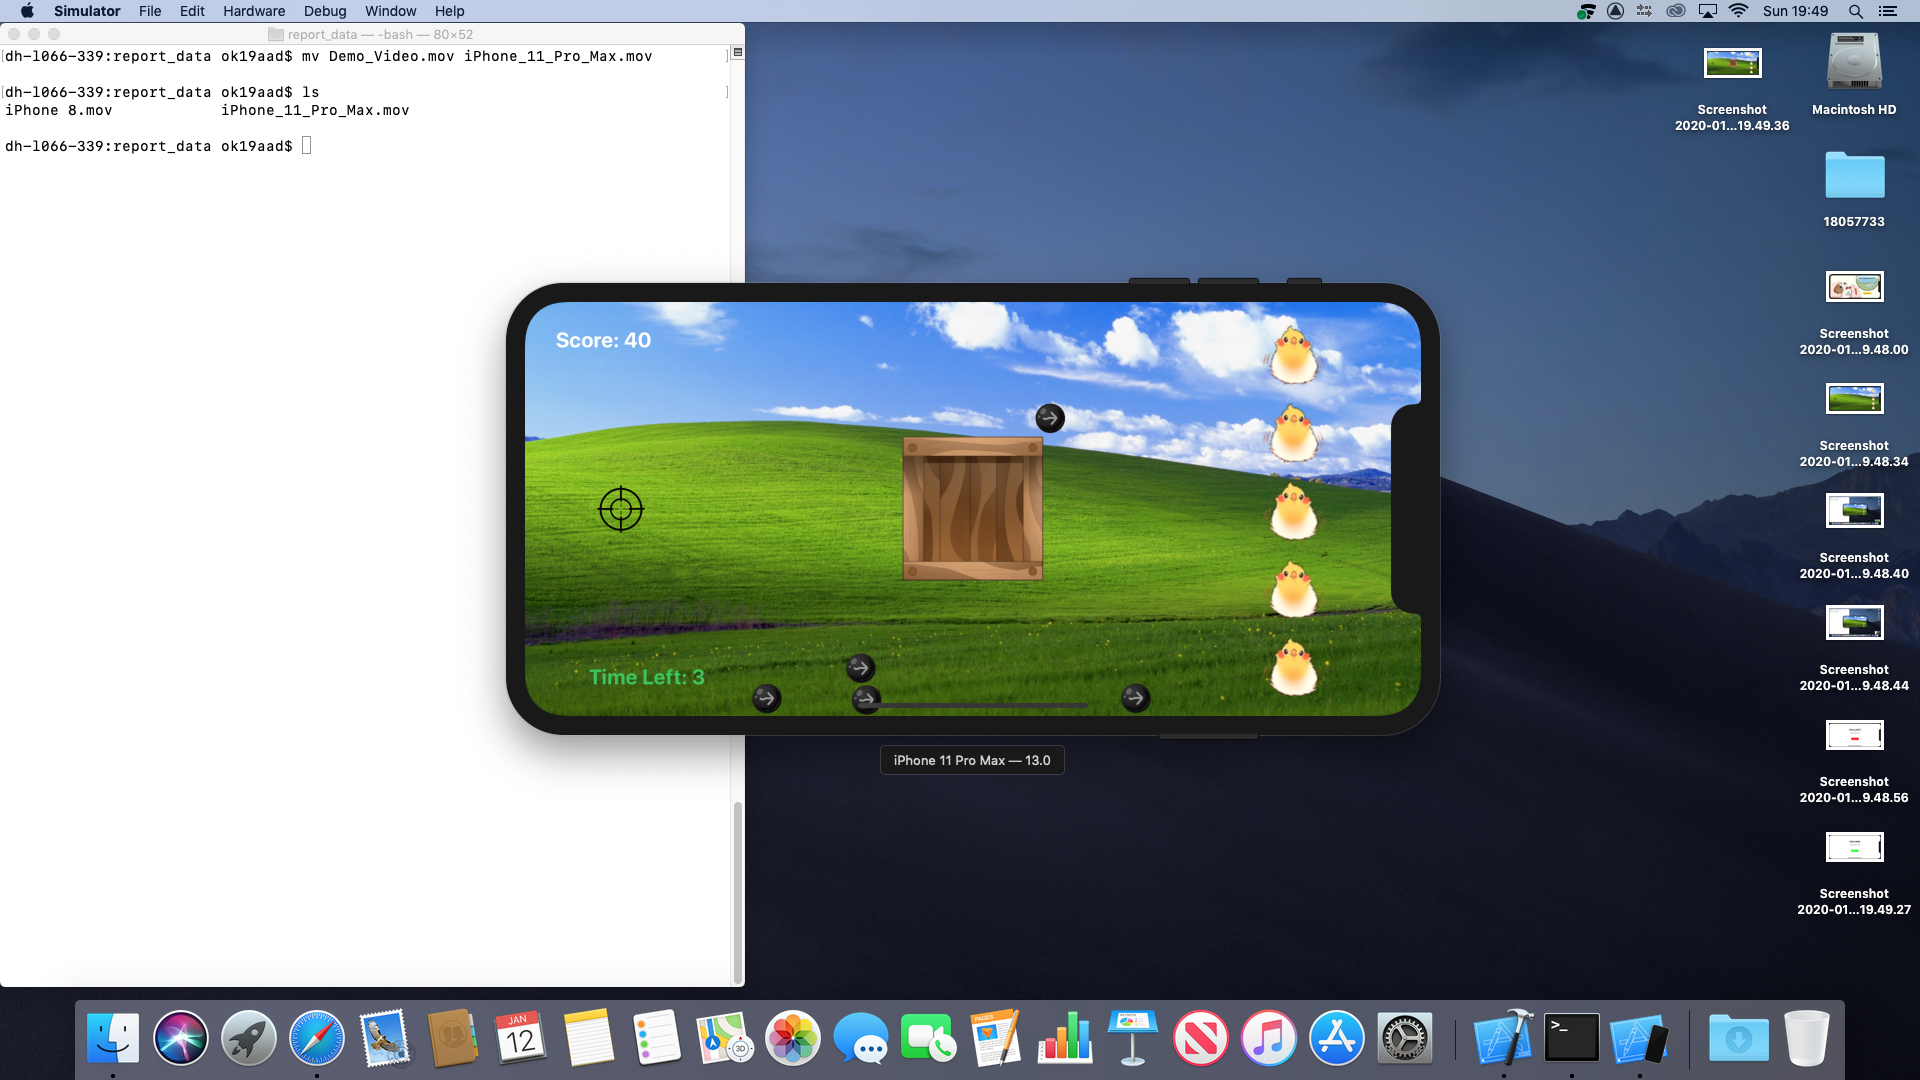 Simulator File Edit Hardware Debug Window Help
Sun 19:49
report_data — -bash — 80×52
[dh-l066-339:report_data ok19aad$ mv Demo_Video.mov iPhone_11_Pro_Max.mov ]
[dh-l066-339:report_data ok19aad$ ls ]
iPhone 8.mov iPhone_11_Pro_Max.mov
dh-l066-339:report_data ok19aad$
Score: 40
Time Left: 3
iPhone 11 Pro Max — 13.0
Screenshot
2020-01...19.49.36
Macintosh HD
18057733
Screenshot
2020-01...9.48.00
Screenshot
2020-01...9.48.34
Screenshot
2020-01...9.48.40
Screenshot
2020-01...9.48.44
Screenshot
2020-01...9.48.56
Screenshot
2020-01...19.49.27
JAN
12
3D
PAGES
>_